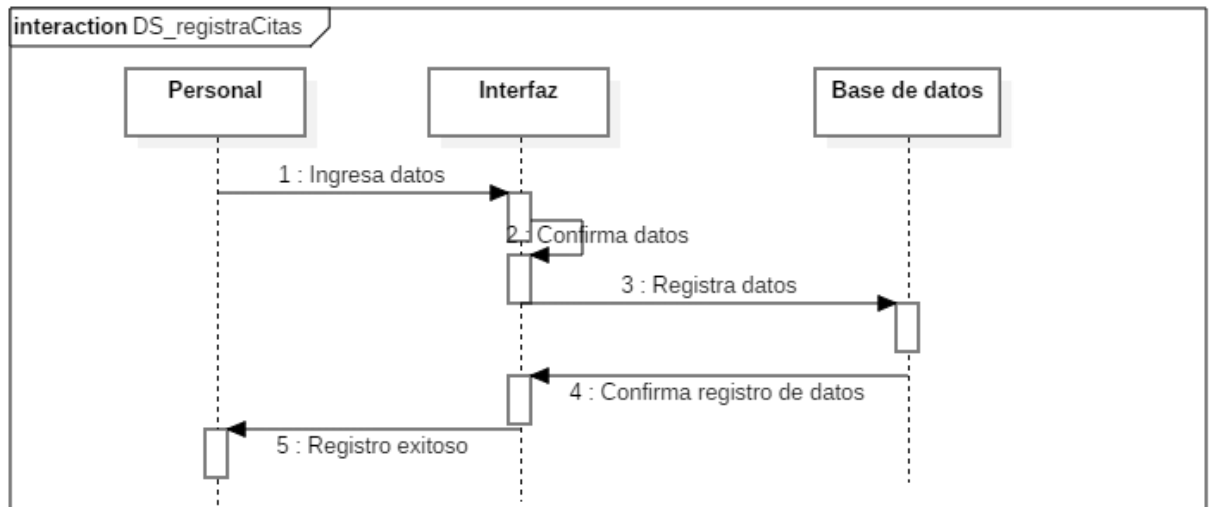 interaction DS_registraCitas
Personal
Interfaz
Base de datos
1 : Ingresa datos
2 : Confirma datos
3 : Registra datos
4 : Confirma registro de datos
5 : Registro exitoso